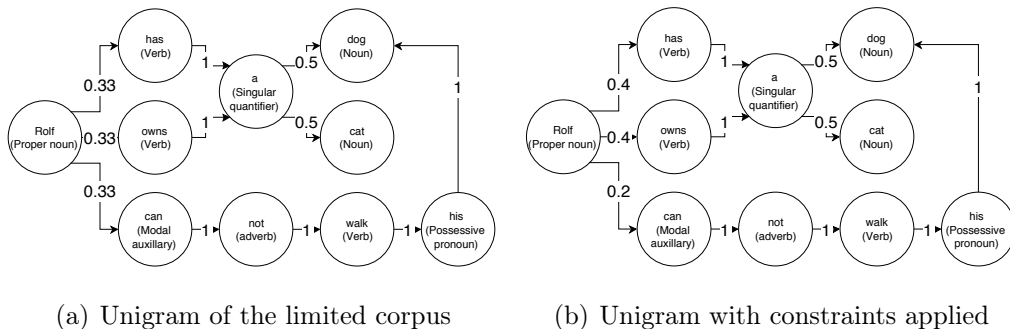 has
(Verb)
dog
(Noun)
1
0.5
a
(Singular
quantifier)
0.33
1
0.5
1
Rolf
(Proper noun)
0.33
owns
(Verb)
cat
(Noun)
0.33
can
(Modal
auxillary)
1
not
(adverb)
1
walk
(Verb)
1
his
(Possessive
pronoun)
(a) Unigram of the limited corpus
has
(Verb)
dog
(Noun)
1
0.5
a
(Singular
quantifier)
0.4
1
0.5
1
Rolf
(Proper noun)
0.4
owns
(Verb)
cat
(Noun)
0.2
can
(Modal
auxillary)
1
not
(adverb)
1
walk
(Verb)
1
his
(Possessive
pronoun)
(b) Unigram with constraints applied